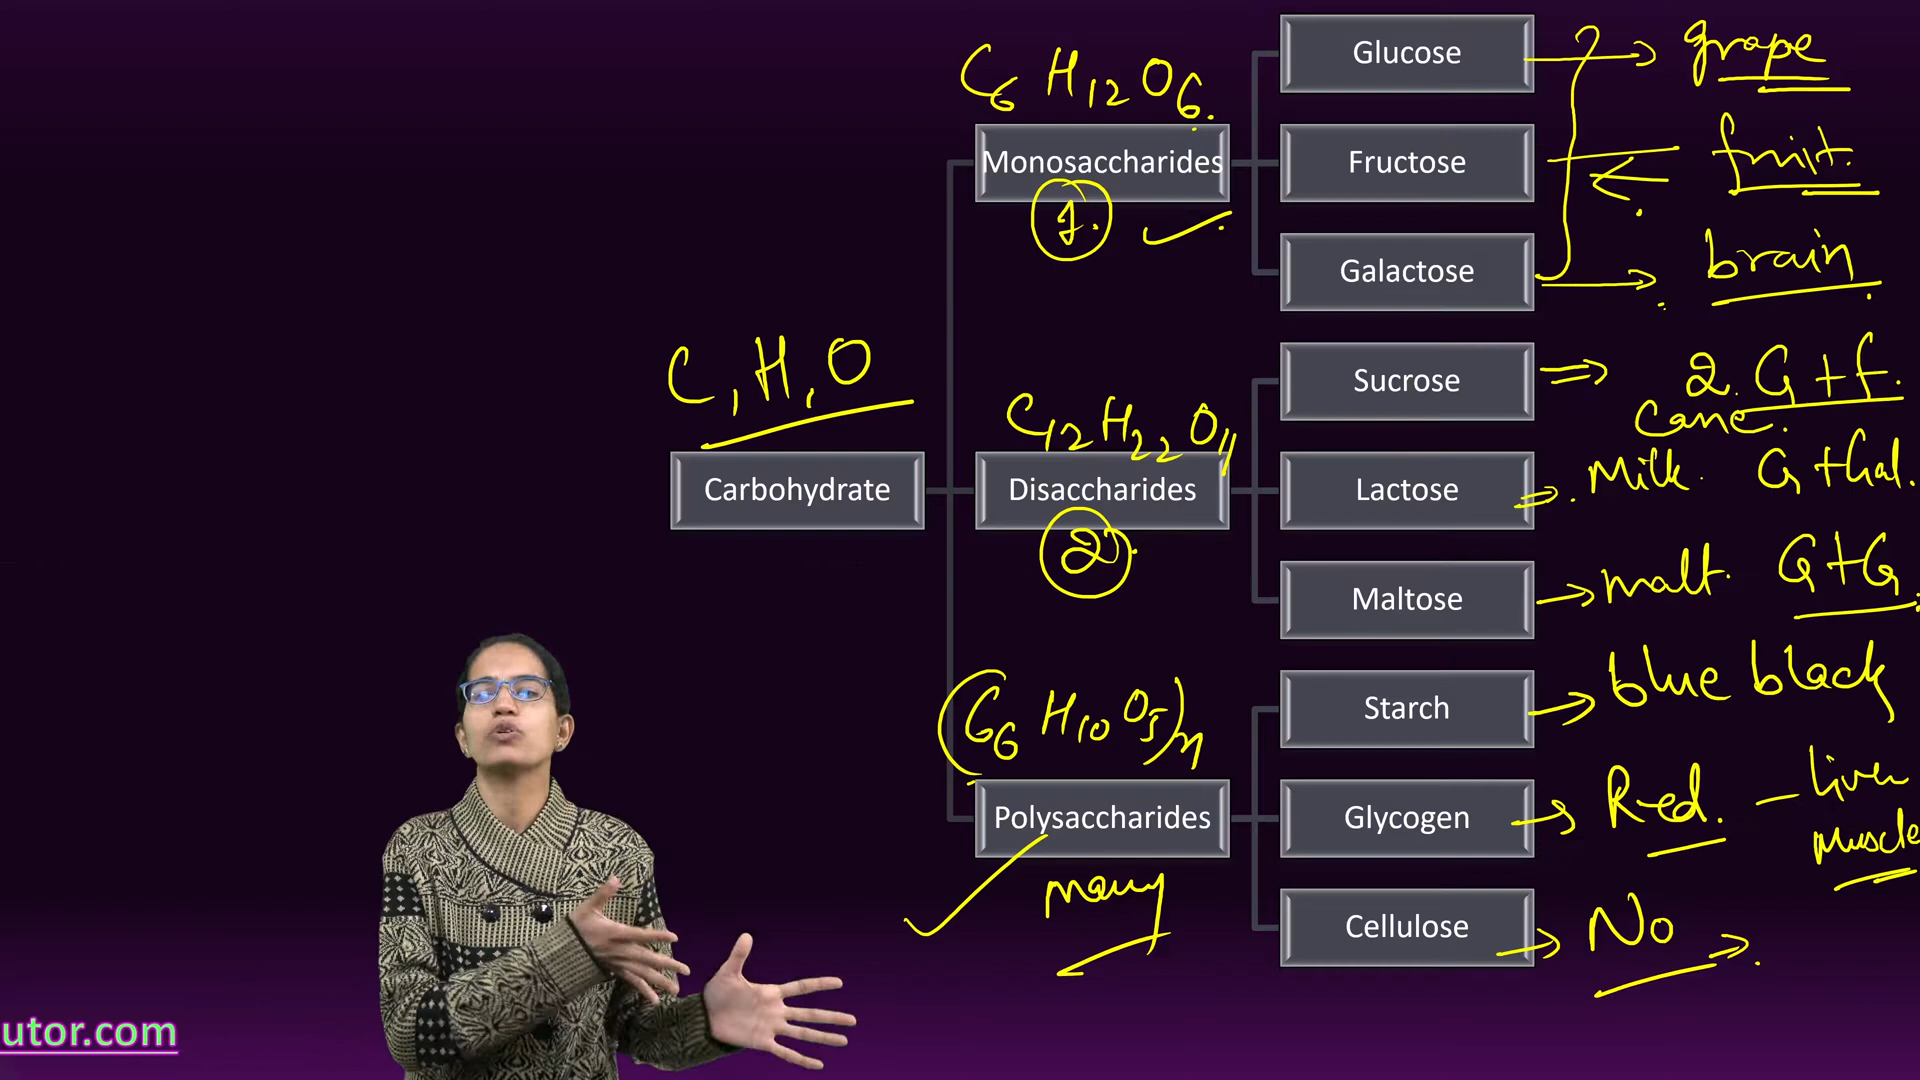 C6 H12 O6.
Glucose
grape
Monosaccharides
1.
Fructose
fruit.
Galactose
brain
C, H, O
Carbohydrate
C12 H22 O11
Disaccharides
2
Sucrose
2. G + f.
Cane.
Lactose
Milk. G + Gal.
Maltose
malt. G + G.
(C6 H10 O5)n
Polysaccharides
many
Starch
blue black
Glycogen
Red. - liver
Muscle
Cellulose
No
utor.com